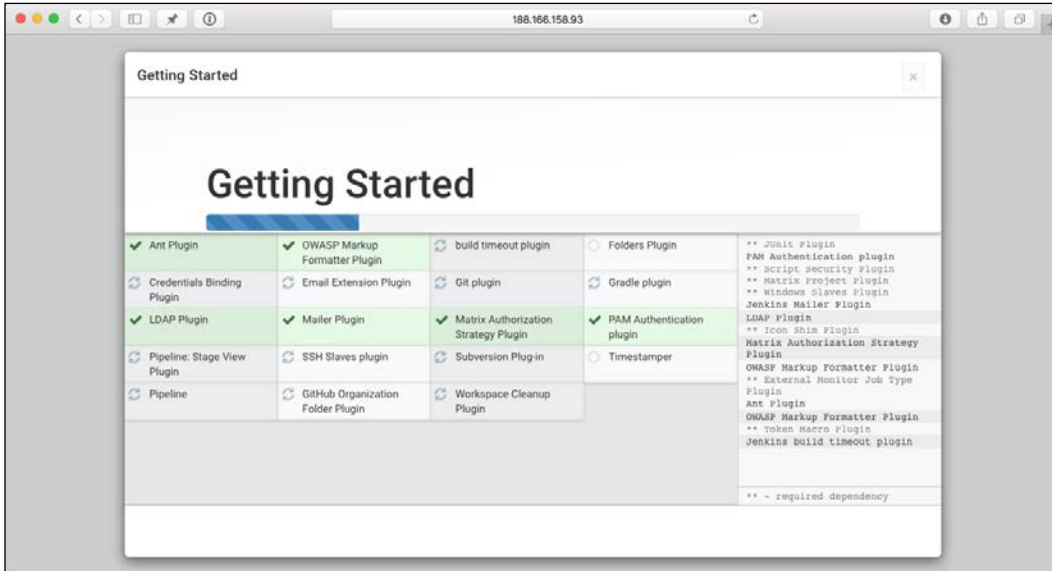 188.166.158.93
Getting Started
Getting Started
Ant Plugin
OWASP Markup
Formatter Plugin
build timeout plugin
Folders Plugin
Credentials Binding
Plugin
Email Extension Plugin
Git plugin
Gradle plugin
LDAP Plugin
Mailer Plugin
Matrix Authorization
Strategy Plugin
PAM Authentication
plugin
Pipeline: Stage View
Plugin
SSH Slaves plugin
Subversion Plug-in
Timestamper
Pipeline
GitHub Organization
Folder Plugin
Workspace Cleanup
Plugin
** JUnit Plugin
PAM Authentication plugin
** Script Security Plugin
** Matrix Project Plugin
** Windows Slaves Plugin
Jenkins Mailer Plugin
LDAP Plugin
** Icon Shim Plugin
Matrix Authorization Strategy
Plugin
OWASP Markup Formatter Plugin
** External Monitor Job Type
Plugin
Ant Plugin
OWASP Markup Formatter Plugin
** Token Macro Plugin
Jenkins build timeout plugin
** - required dependency